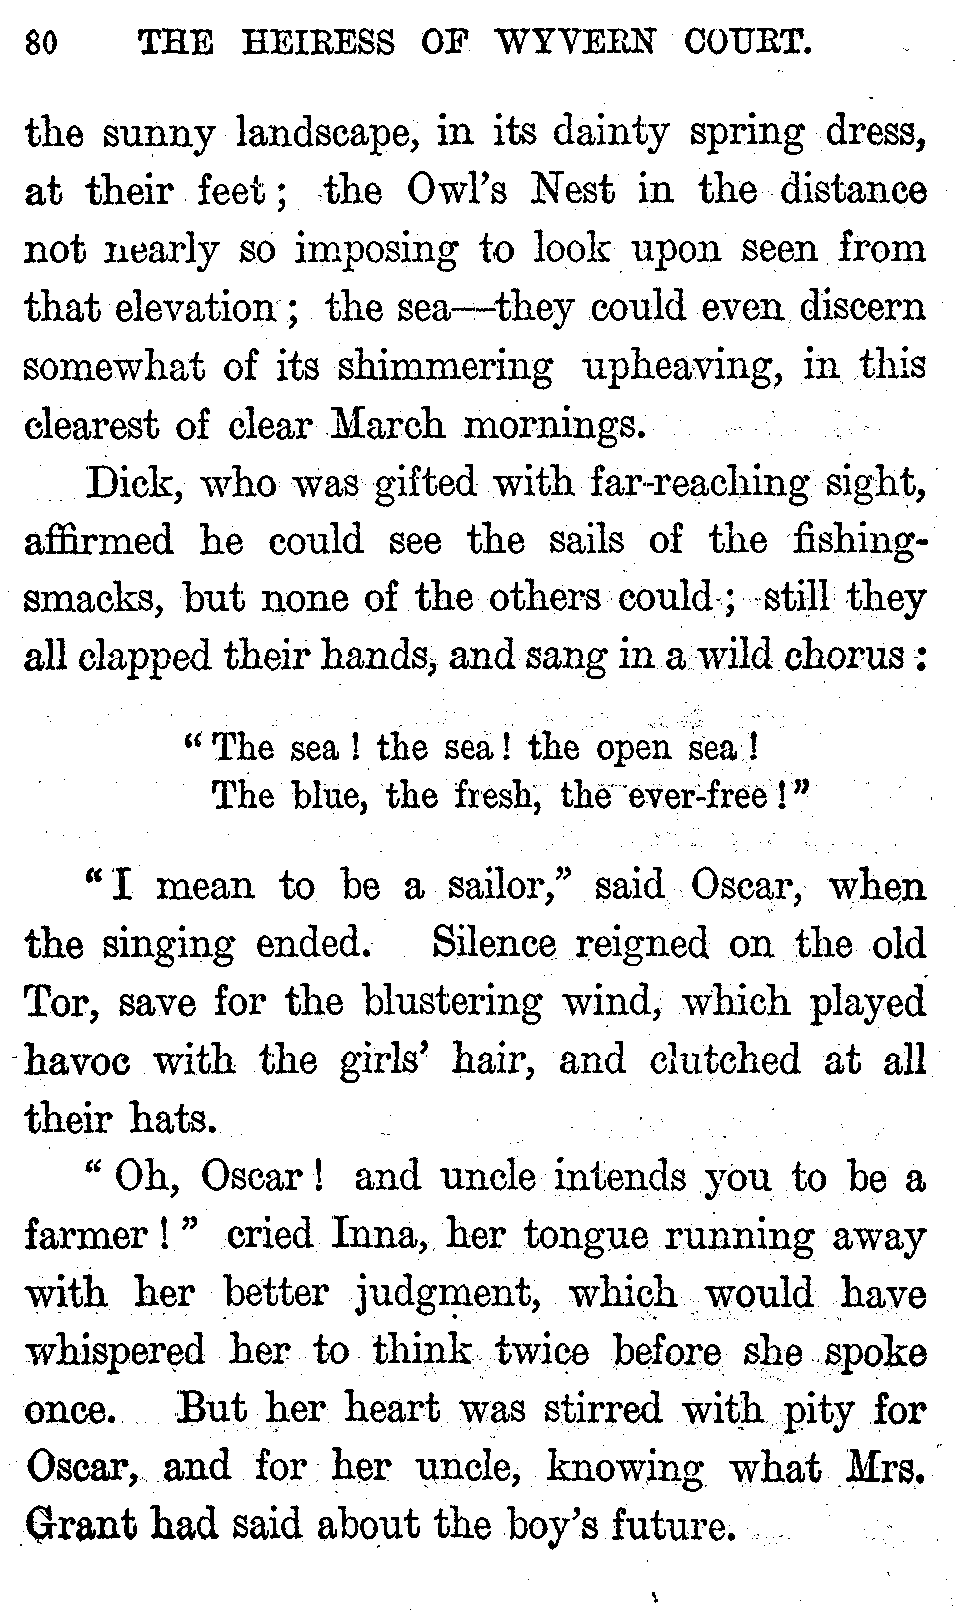 80 THE HEIRESS OF WYVERN COURT.
the sunny landscape, in its dainty spring dress,
at their feet; the Owl's Nest in the distance
not nearly so imposing to look upon seen from
that elevation; the sea—they could even discern
somewhat of its shimmering upheaving, in this
clearest of clear March mornings.
Dick, who was gifted with far-reaching sight,
affirmed he could see the sails of the fishing-
smacks, but none of the others could; still they
all clapped their hands, and sang in a wild chorus:
"The sea! the sea! the open sea!
The blue, the fresh, the ever-free!"
"I mean to be a sailor," said Oscar, when
the singing ended. Silence reigned on the old
Tor, save for the blustering wind, which played
havoc with the girls' hair, and clutched at all
their hats.
"Oh, Oscar! and uncle intends you to be a
farmer!" cried Inna, her tongue running away
with her better judgment, which would have
whispered her to think twice before she spoke
once. But her heart was stirred with pity for
Oscar, and for her uncle, knowing what Mrs.
Grant had said about the boy's future.